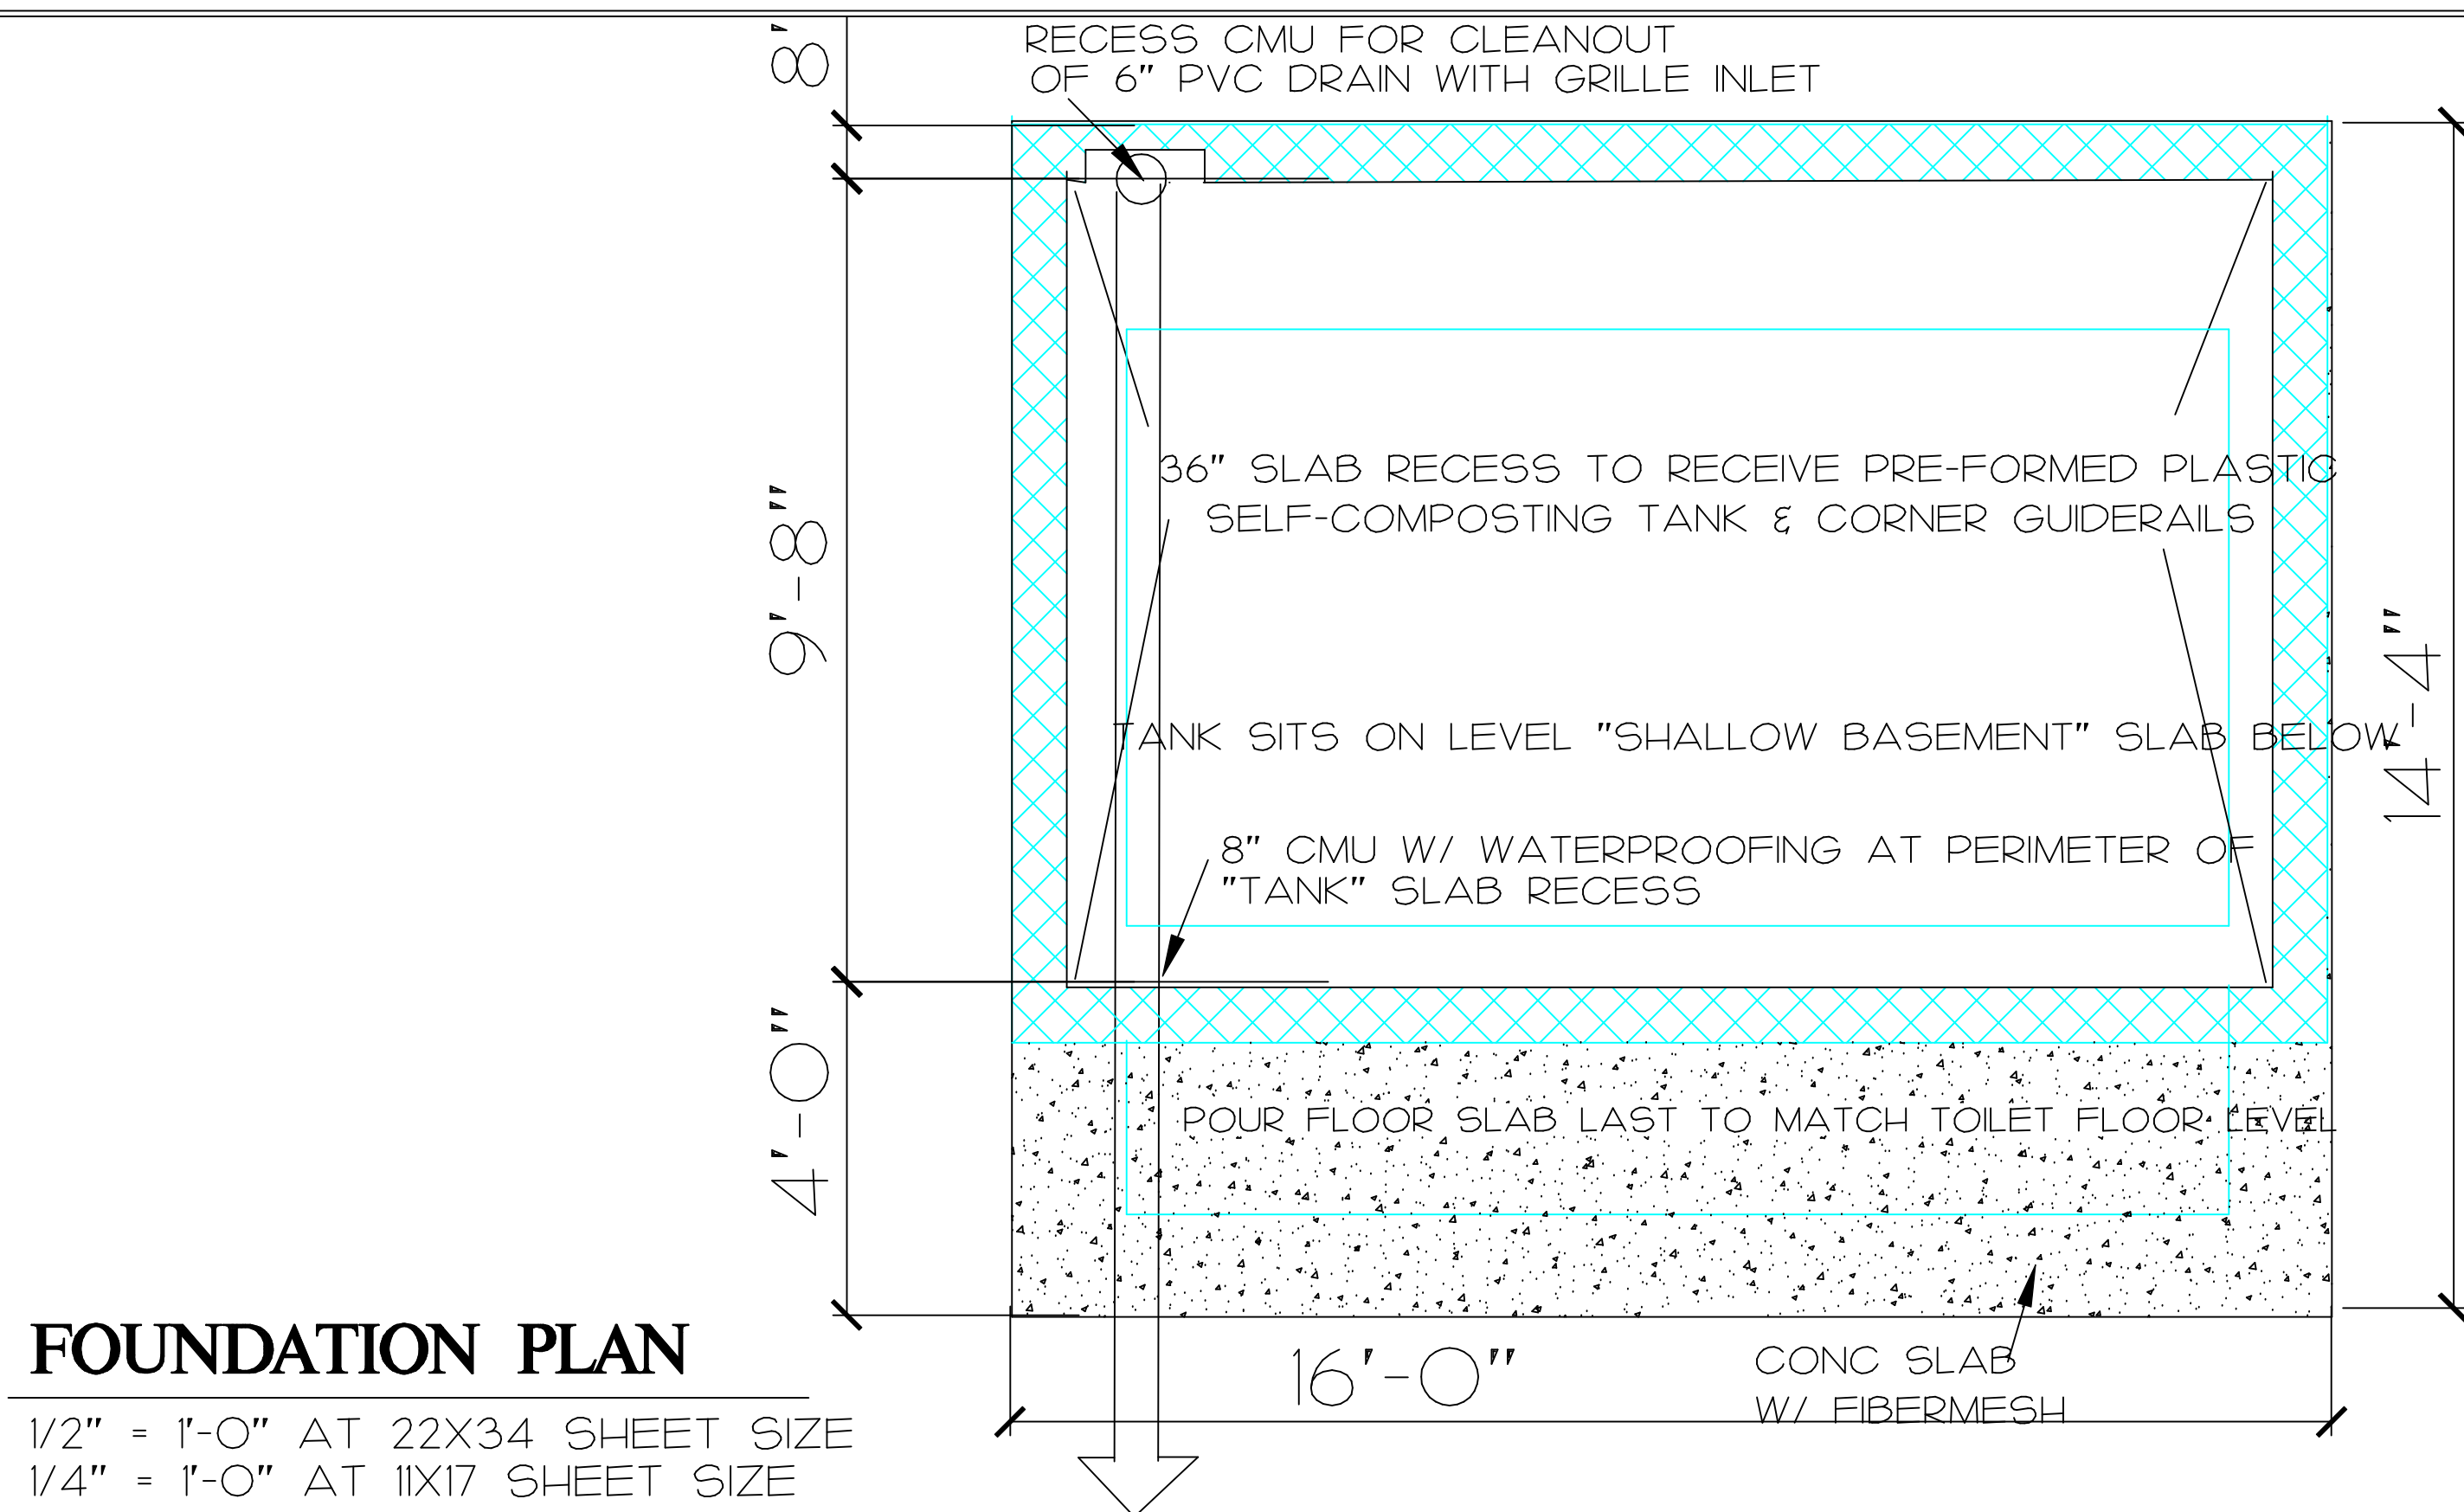 8"
RECESS CMU FOR CLEANOUT
OF 6" PVC DRAIN WITH GRILLE INLET
9'-8"
36" SLAB RECESS TO RECEIVE PRE-FORMED PLASTIC
SELF-COMPOSTING TANK & CORNER GUIDERAILS
14'-4"
TANK SITS ON LEVEL "SHALLOW BASEMENT" SLAB BELOW
8" CMU W/ WATERPROOFING AT PERIMETER OF
"TANK" SLAB RECESS
4'-0"
POUR FLOOR SLAB LAST TO MATCH TOILET FLOOR LEVEL
16'-0"
CONC SLAB
W/ FIBERMESH
FOUNDATION PLAN
1/2" = 1'-0" AT 22X34 SHEET SIZE
1/4" = 1'-0" AT 11X17 SHEET SIZE